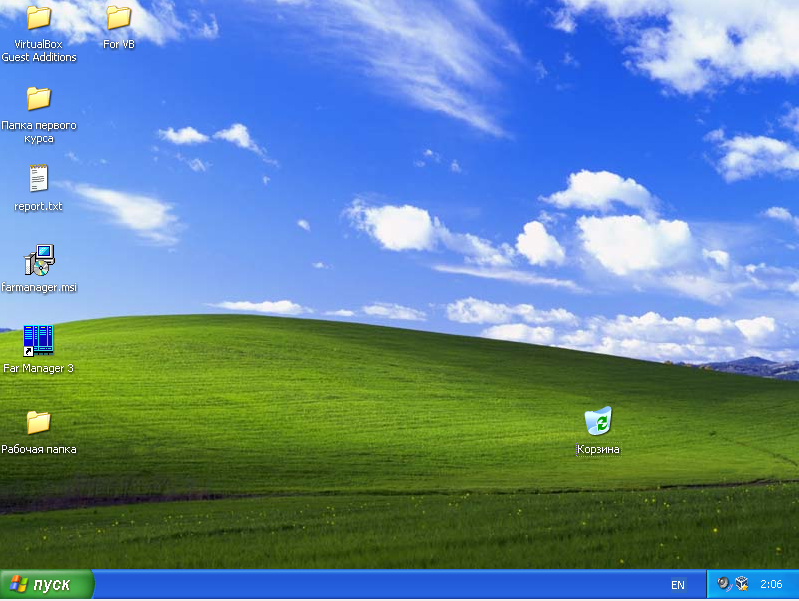 VirtualBox
Guest Additions
For VB
Папка первого
курса
report.txt
farmanager.msi
Far Manager 3
Рабочая папка
Корзина
пуск
EN
2:06